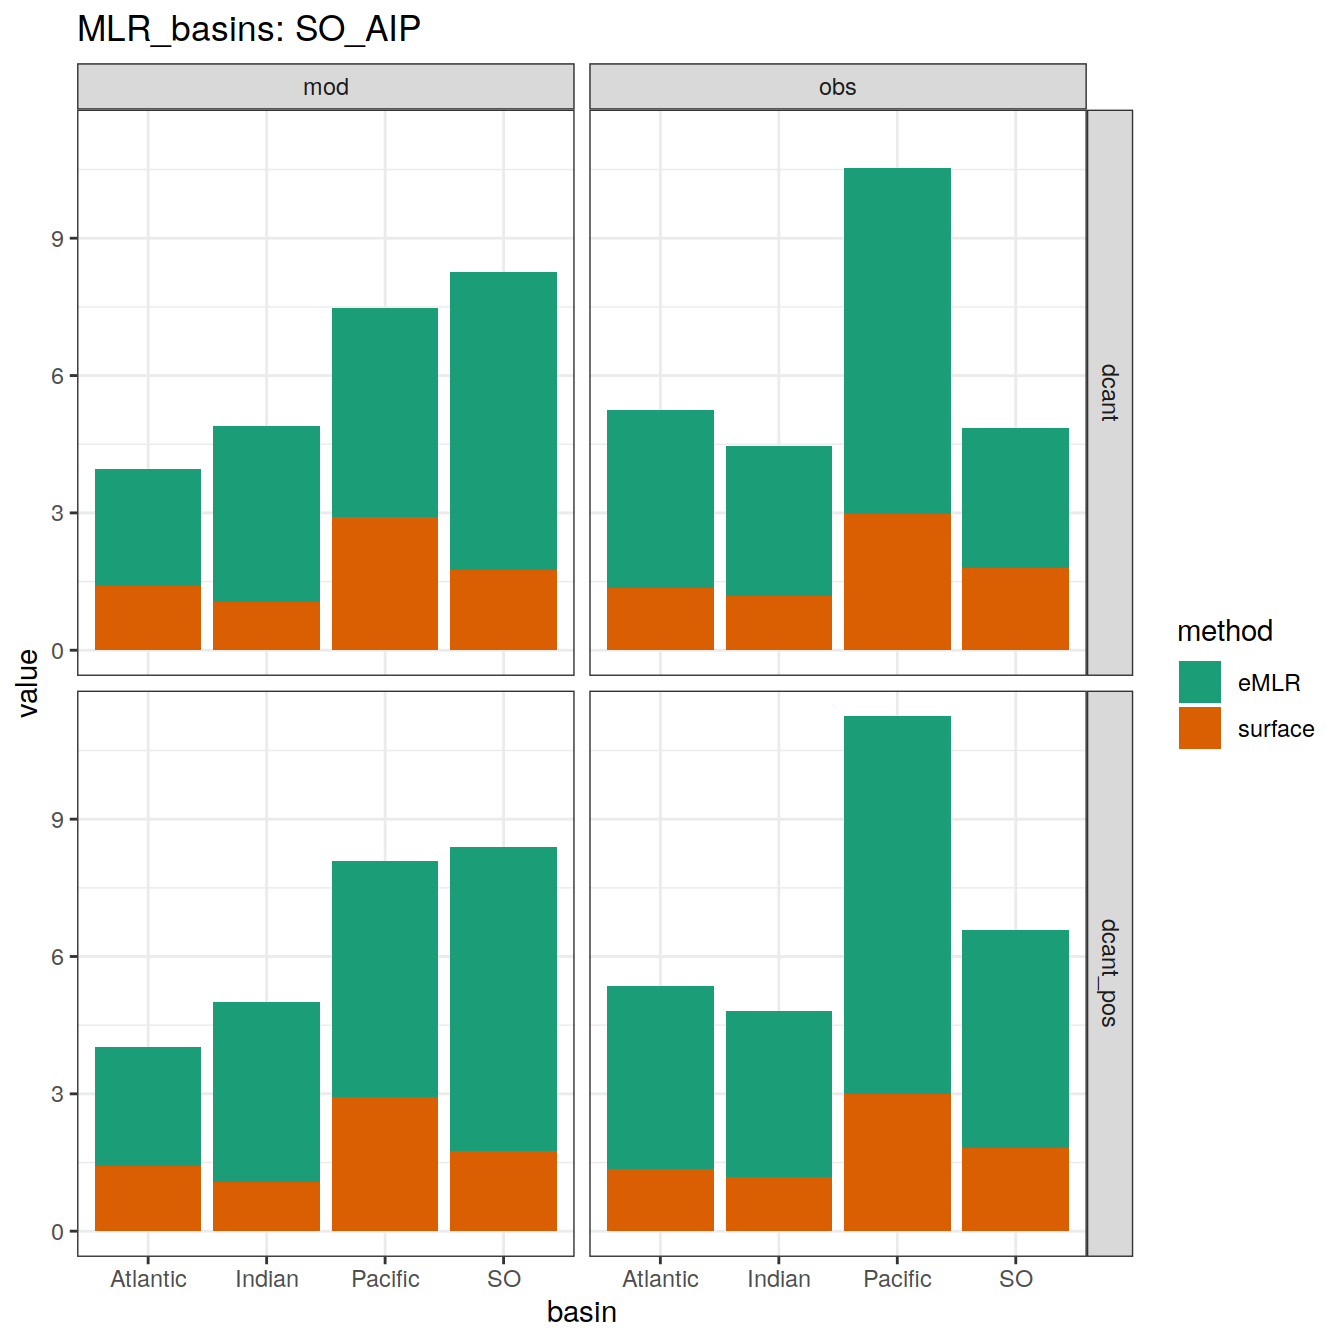 MLR_basins: SO_AIP
mod
obs
9
6
3
0
dcant
9
6
3
0
dcant_pos
value
Atlantic Indian Pacific SO
Atlantic Indian Pacific SO
basin
method
eMLR
surface